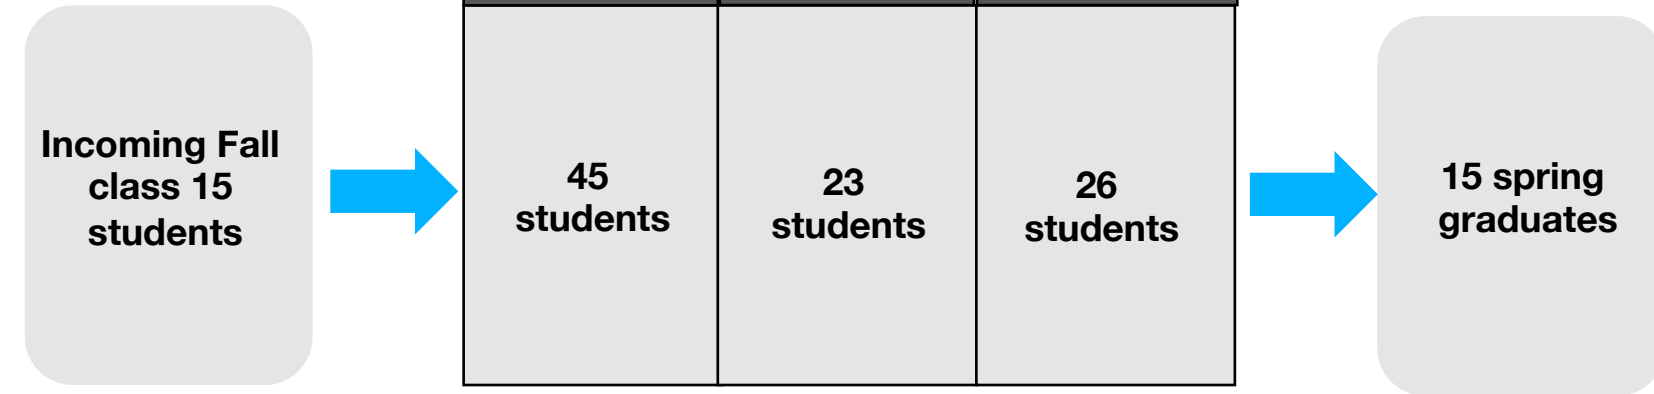 Incoming Fall
class 15
students
45
students
23
students
26
students
15 spring
graduates